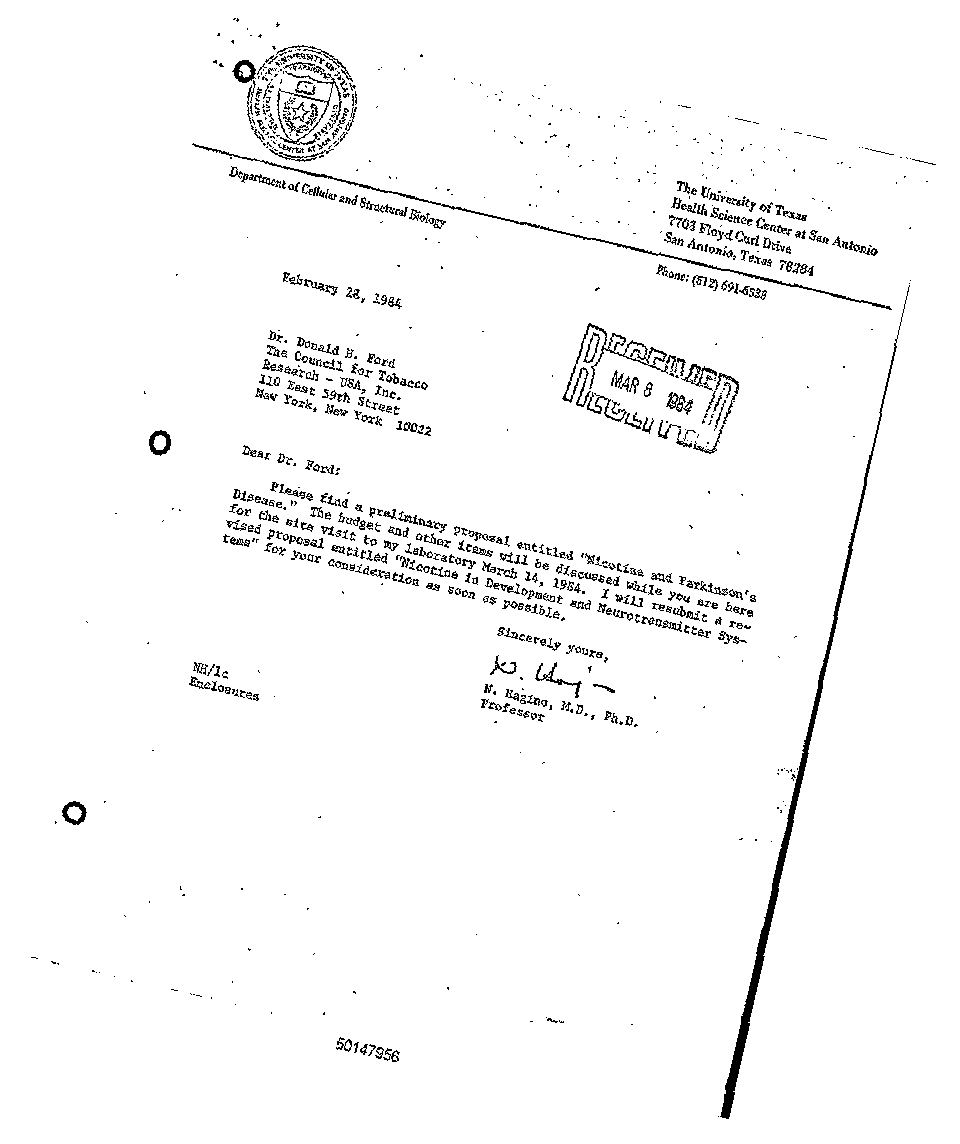 Department of Cellular and Structural Biology
The University of Texas
Health Science Center at San Antonio
7703 Floyd Curl Drive
San Antonio, Texas 78284
Phone: (512) 691-6538
February 28, 1984
Dr. Donald H. Ford
The Council for Tobacco
Research - USA, Inc.
110 East 59th Street
New York, New York 10022
RECEIVED
MAR 8 1984
Dear Dr. Ford:
Please find a preliminary proposal entitled "Nicotine and Parkinson's
Disease." The budget and other items will be discussed while you are here
for the site visit to my laboratory March 14, 1984. I will resubmit a re-
vised proposal entitled "Nicotine in Development and Neurotransmitter Sys-
tems" for your consideration as soon as possible.
Sincerely yours,
N. Hagino, M.D., Ph.D.
Professor
NH/lc
Enclosures
50147956